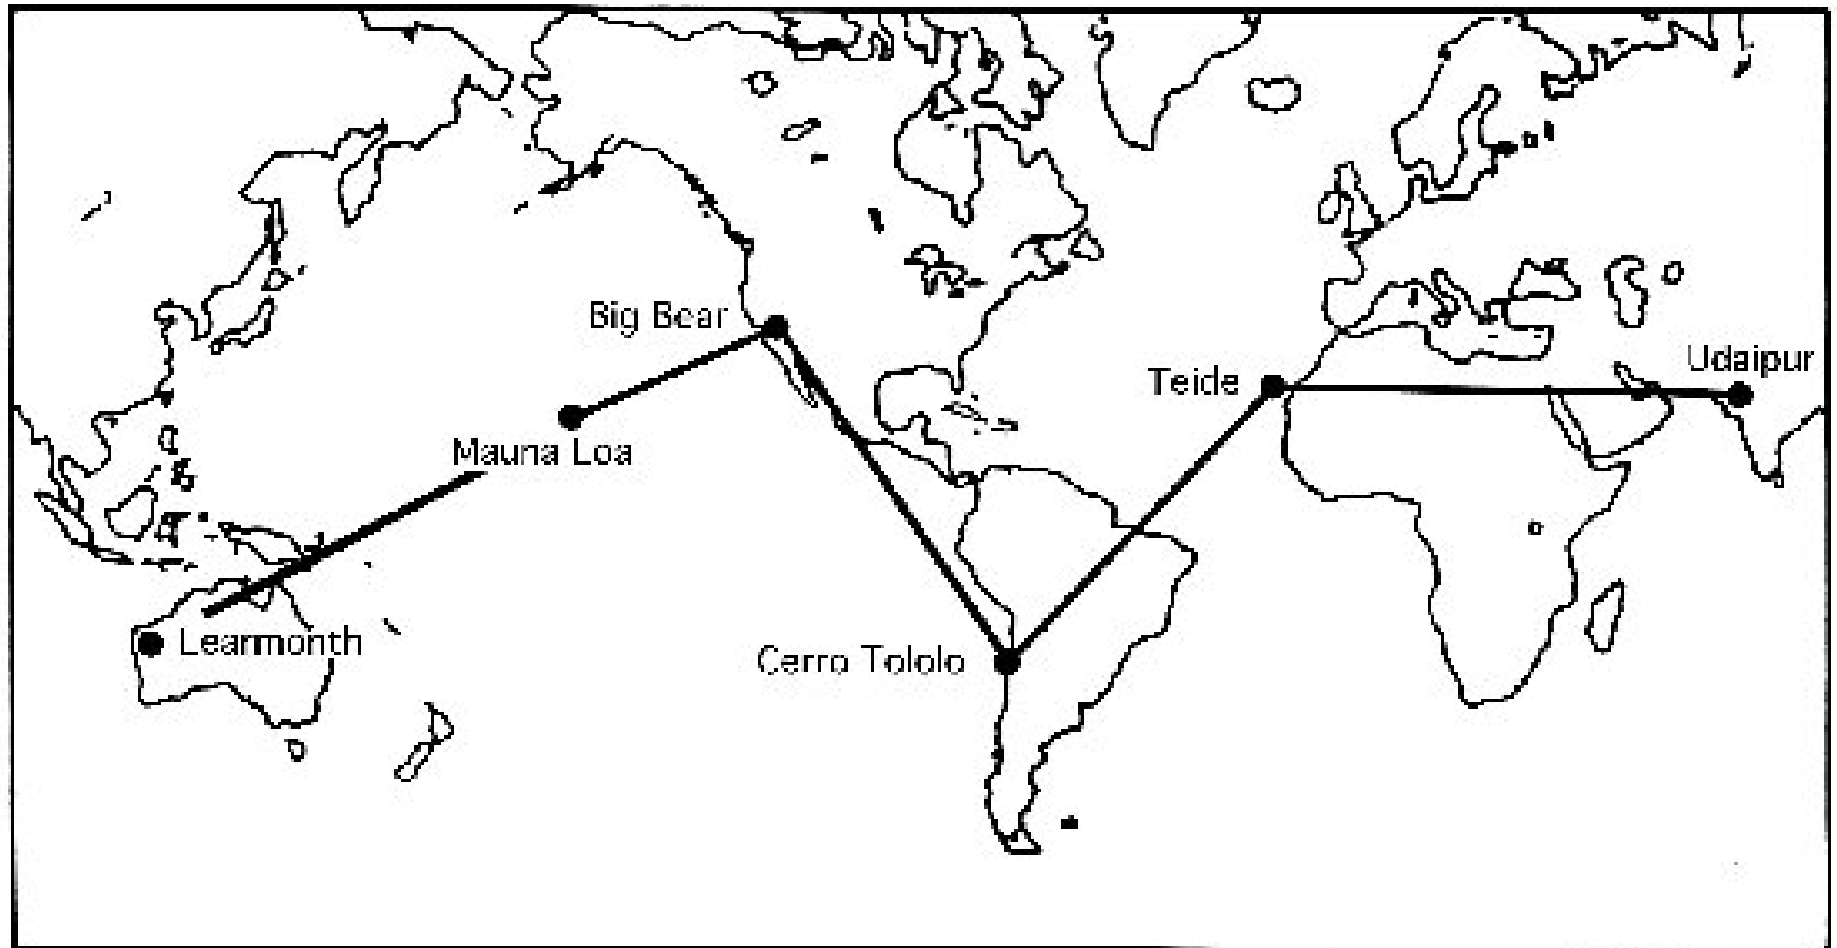 Big Bear
Udaipur
Teide
Mauna Loa
Learmonth
Cerro Tololo